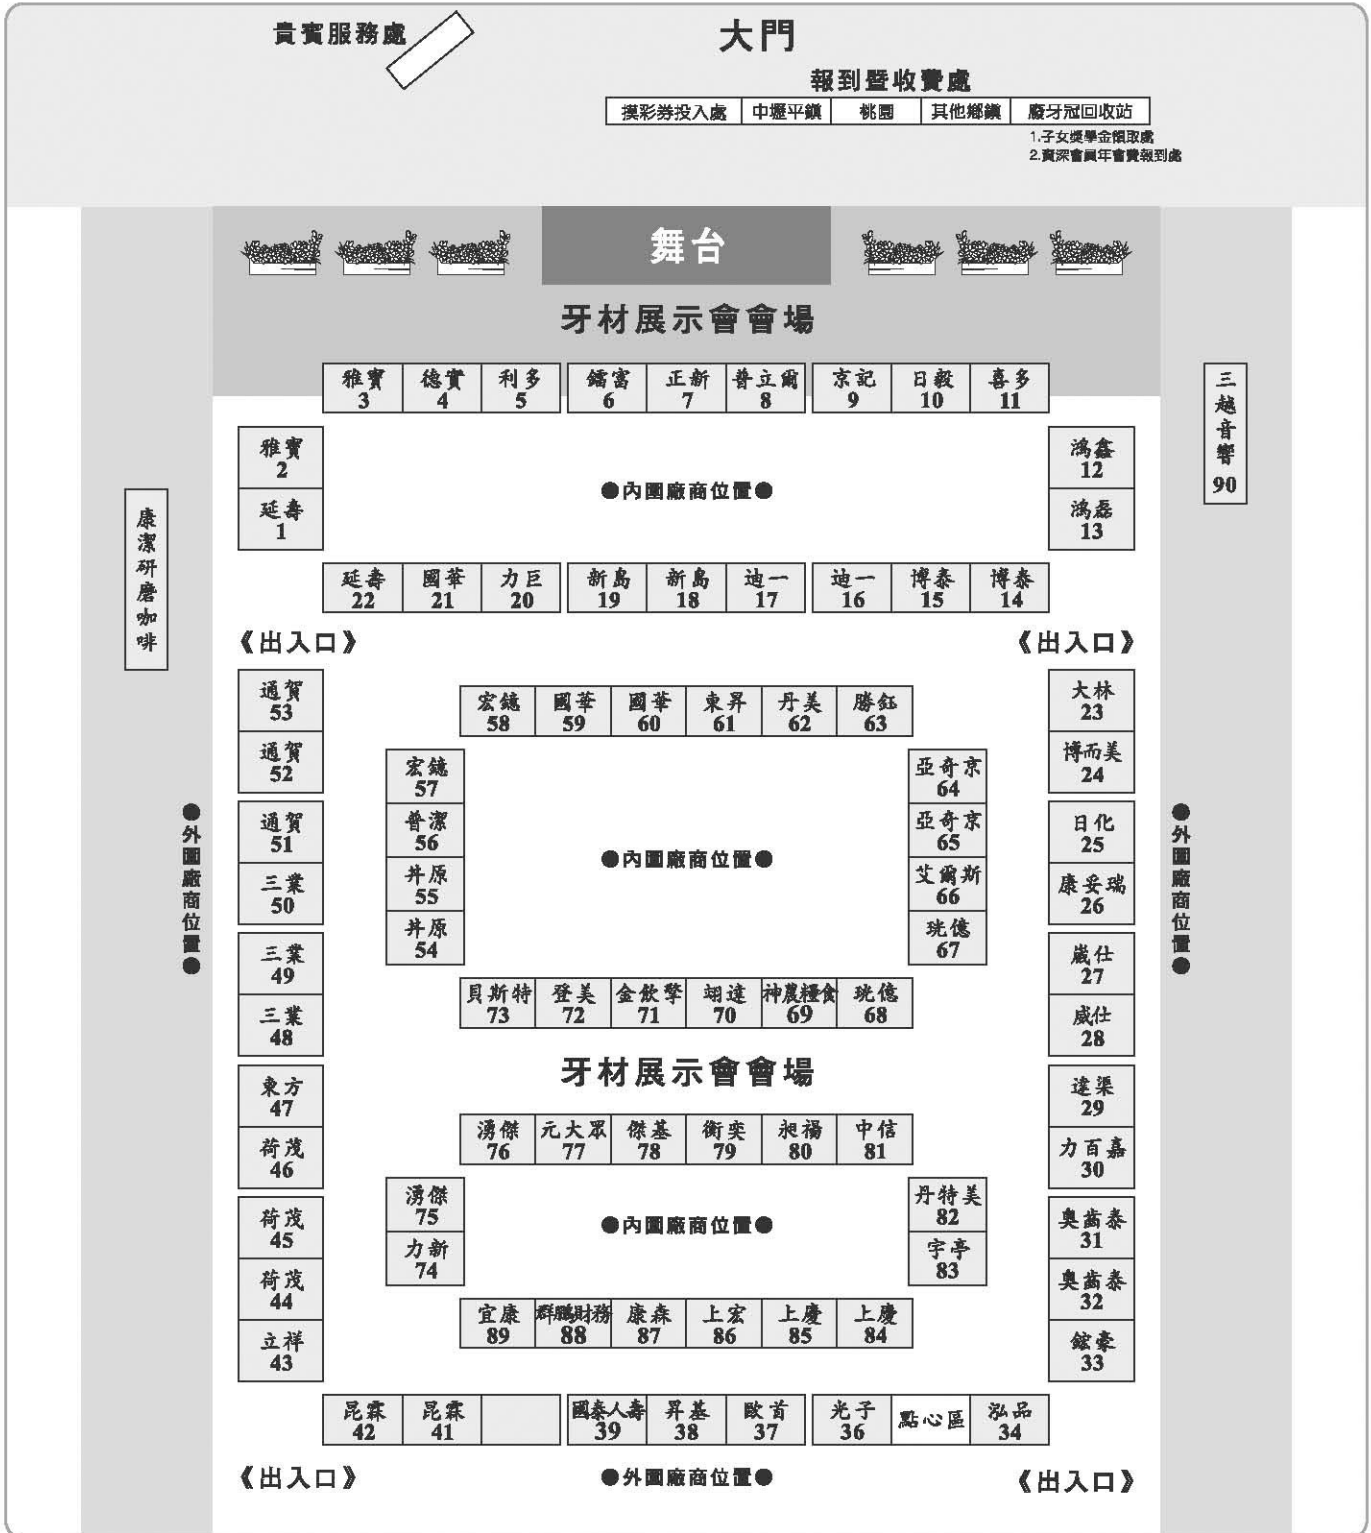 貴賓服務處
大門
報到暨收費處
摸彩券投入處 中壢平鎮 桃園 其他鄉鎮 廢牙冠回收站
1.子女獎學金領取處
2.資深會員年會費報到處
舞台
牙材展示會會場
雅寶 3 德賓 4 利多 5 鐳富 6 正新 7 普立爾 8 京記 9 日毅 10 喜多 11
三越音響 90
雅寶 2
延壽 1
●內圍廠商位置●
鴻鑫 12
鴻磊 13
康潔研磨咖啡
延壽 22 國華 21 力巨 20 新島 19 新島 18 迪一 17 迪一 16 博泰 15 博泰 14
《出入口》 《出入口》
通賀 53
通賀 52
通賀 51
三業 50
三業 49
三業 48
東方 47
荷茂 46
荷茂 45
荷茂 44
立祥 43
●外圍廠商位置●
宏鐿 58 國華 59 國華 60 東昇 61 丹美 62 勝鈺 63
宏鐿 57
普潔 56
井原 55
井原 54
●內圍廠商位置●
亞奇京 64
亞奇京 65
艾爾斯 66
珖億 67
貝斯特 73 登美 72 金飲擎 71 翊達 70 神農糧食 69 珖億 68
牙材展示會會場
湧傑 76 元大眾 77 傑基 78 衡奕 79 昶福 80 中信 81
湧傑 75
力新 74
●內圍廠商位置●
丹特美 82
宇亭 83
宜康 89 群鵬財務 88 康森 87 上宏 86 上慶 85 上慶 84
大林 23
博而美 24
日化 25
康妥瑞 26
崴仕 27
威仕 28
達渠 29
力百嘉 30
奧齒泰 31
奧齒泰 32
鋐豪 33
●外圍廠商位置●
昆霖 42 昆霖 41 國泰人壽 39 昇基 38 歐首 37 光子 36 點心區 泓品 34
《出入口》 ●外圍廠商位置● 《出入口》